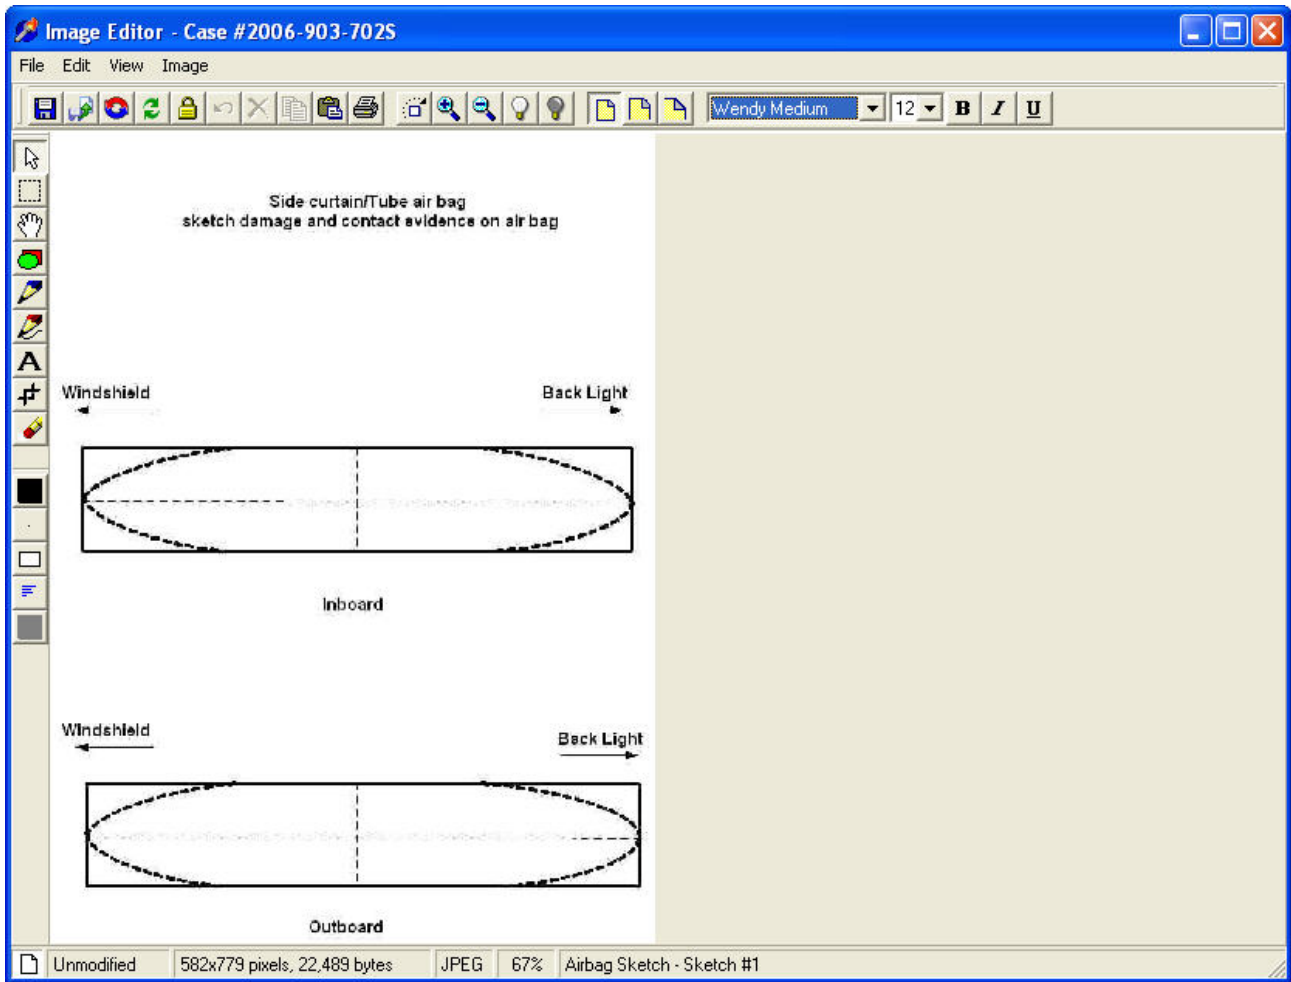 Image Editor - Case #2006-903-702S
File Edit View Image
Wendy Medium 12 B I U
A
Side curtain/Tube air bag
sketch damage and contact evidence on air bag
Windshield Back Light
Inboard
Windshield Back Light
Outboard
Unmodified 582x779 pixels, 22,489 bytes JPEG 67% Airbag Sketch - Sketch #1